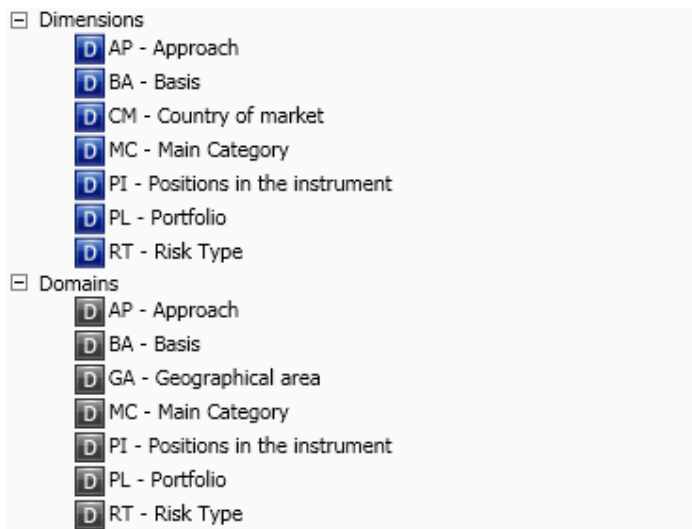 Dimensions
D AP - Approach
D BA - Basis
D CM - Country of market
D MC - Main Category
D PI - Positions in the instrument
D PL - Portfolio
D RT - Risk Type
Domains
D AP - Approach
D BA - Basis
D GA - Geographical area
D MC - Main Category
D PI - Positions in the instrument
D PL - Portfolio
D RT - Risk Type